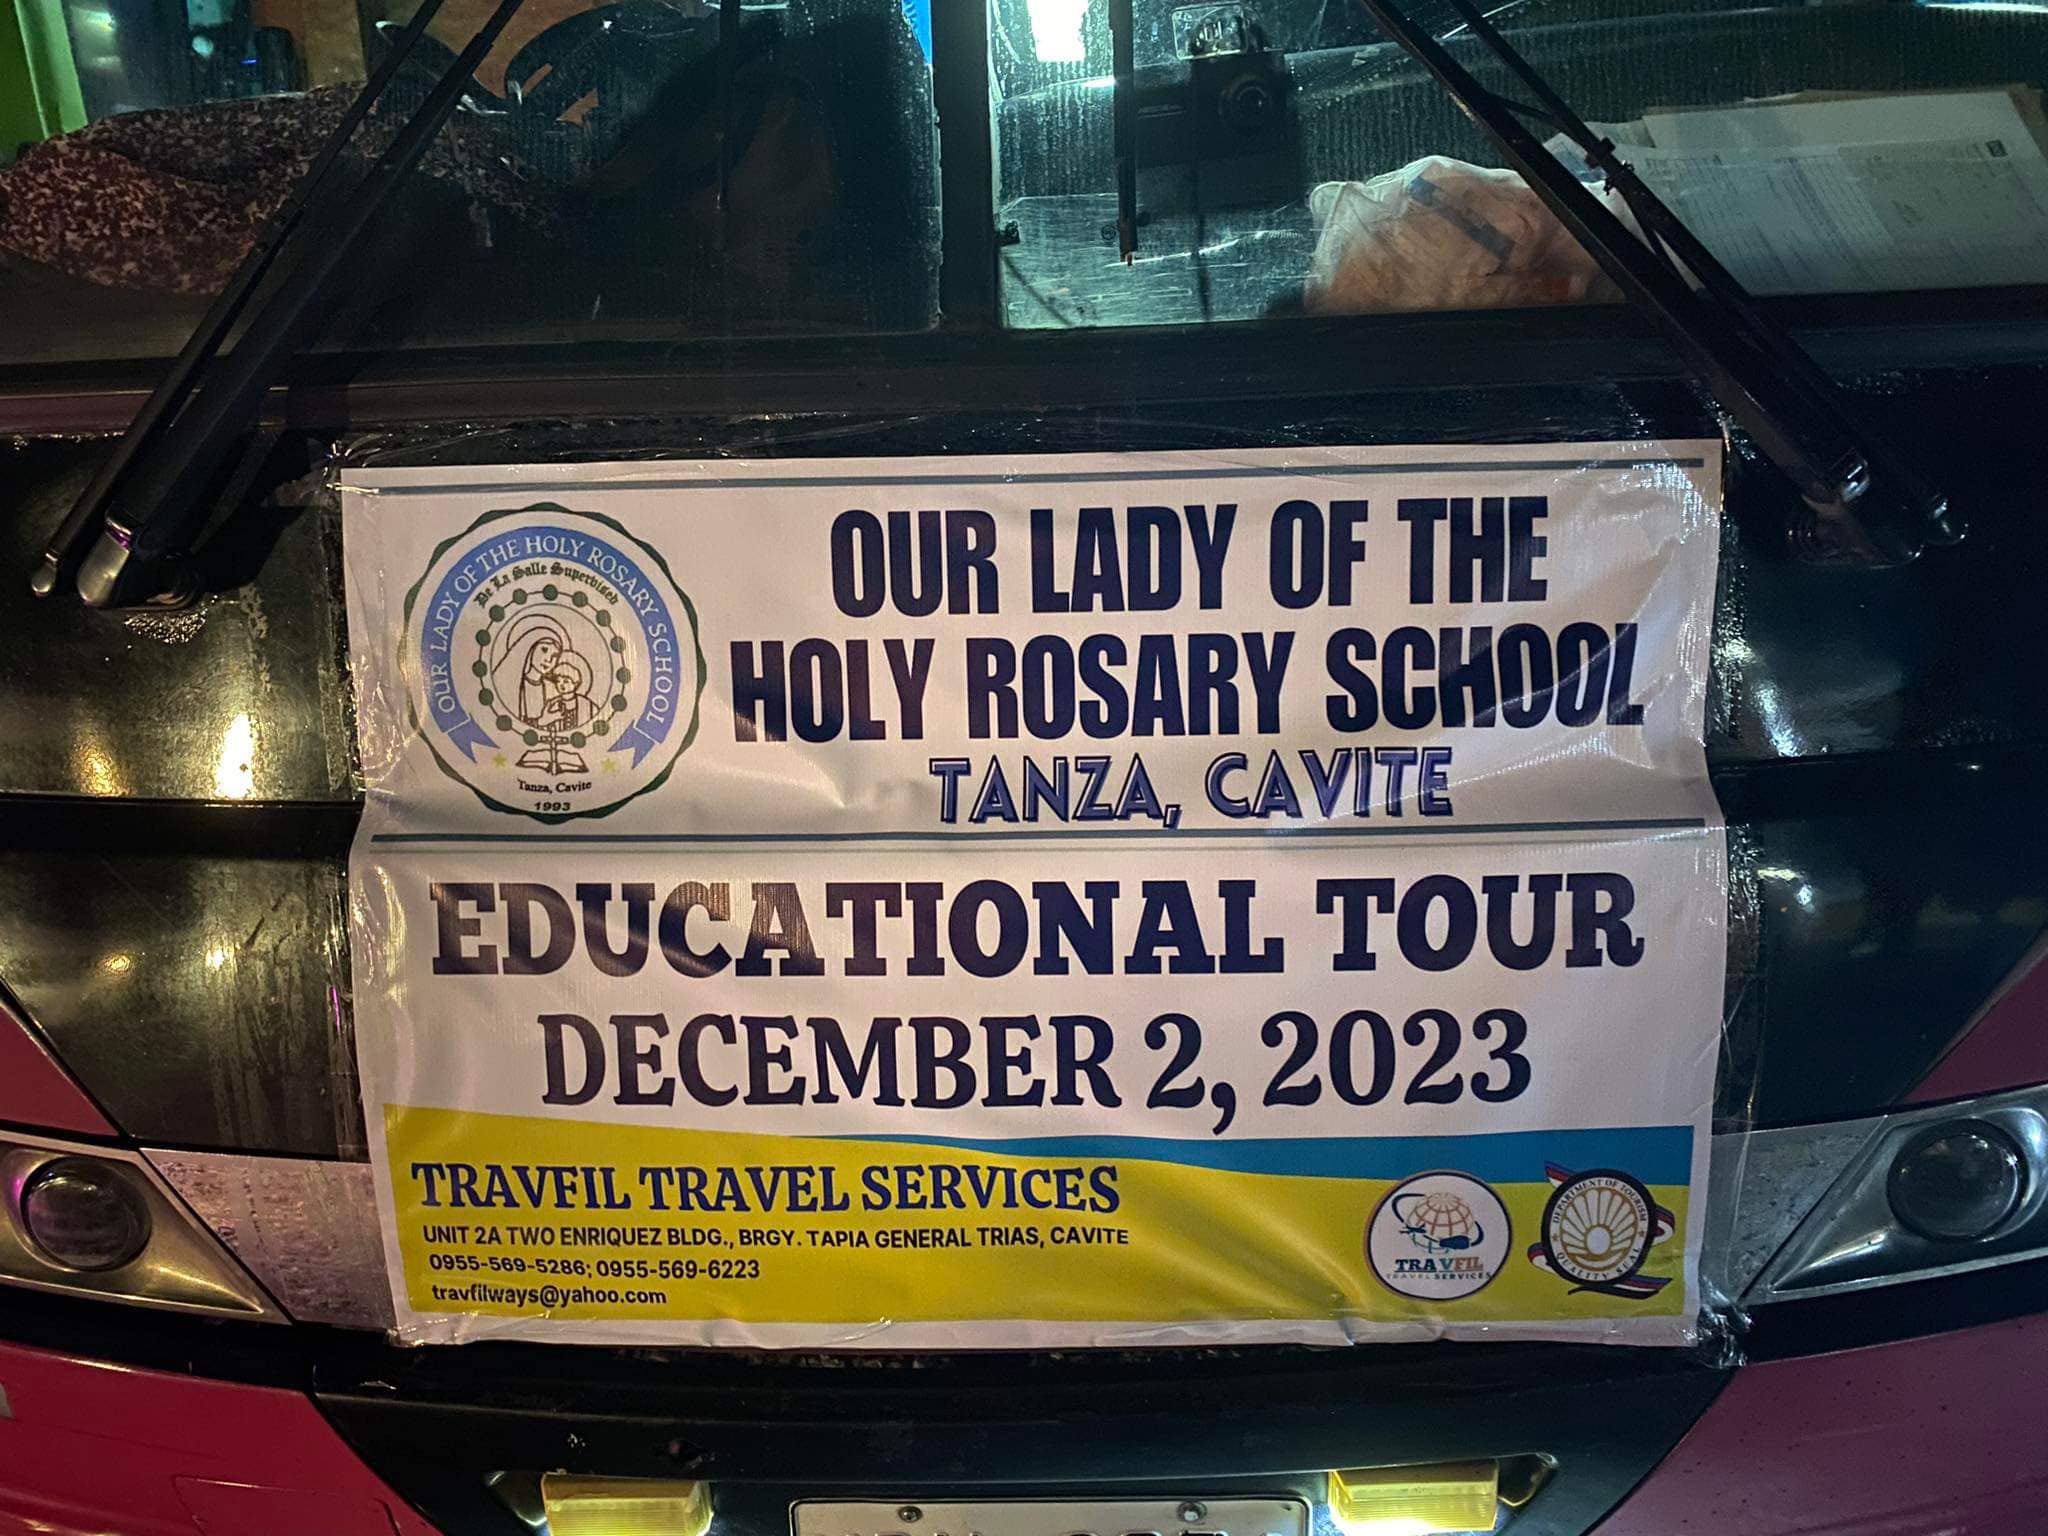 OUR LADY OF THE HOLY ROSARY SCHOOL
De La Salle Supervised
Tanza, Cavite
1993
OUR LADY OF THE
HOLY ROSARY SCHOOL
TANZA, CAVITE
EDUCATIONAL TOUR
DECEMBER 2, 2023
TRAVFIL TRAVEL SERVICES
UNIT 2A TWO ENRIQUEZ BLDG., BRGY. TAPIA GENERAL TRIAS, CAVITE
0955-569-5286; 0955-569-6223
travfilways@yahoo.com
TRAVFIL
TRAVEL SERVICES
DEPARTMENT OF TOURISM
QUALITY SEAL